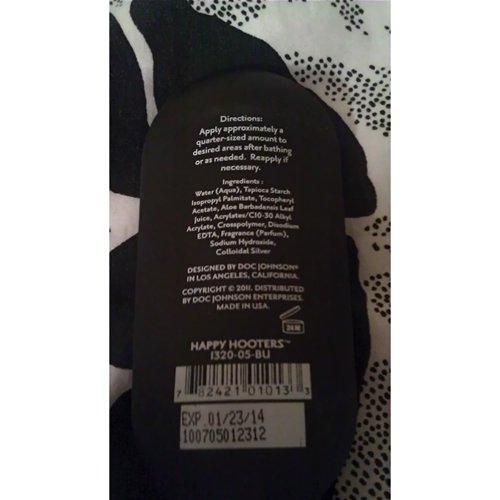 Directions:
Apply approximately a
quarter-sized amount to
desired areas after bathing
or as needed. Reapply if
necessary.
Ingredients :
Water (Aqua), Tapioca Starch
Isopropyl Palmitate, Tocopheryl
Acetate, Aloe Barbadensis Leaf
Juice, Acrylates/C10-30 Alkyl
Acrylate, Crosspolymer, Disodium
EDTA, Fragrance (Parfum),
Sodium Hydroxide,
Colloidal Silver
DESIGNED BY DOC JOHNSON®
IN LOS ANGELES, CALIFORNIA.
COPYRIGHT © 2011. DISTRIBUTED
BY DOC JOHNSON ENTERPRISES.
MADE IN USA.
24 M
HAPPY HOOTERS™
1320-05-BU
7 82421 01013 3
EXP. 01/23/14
100705012312